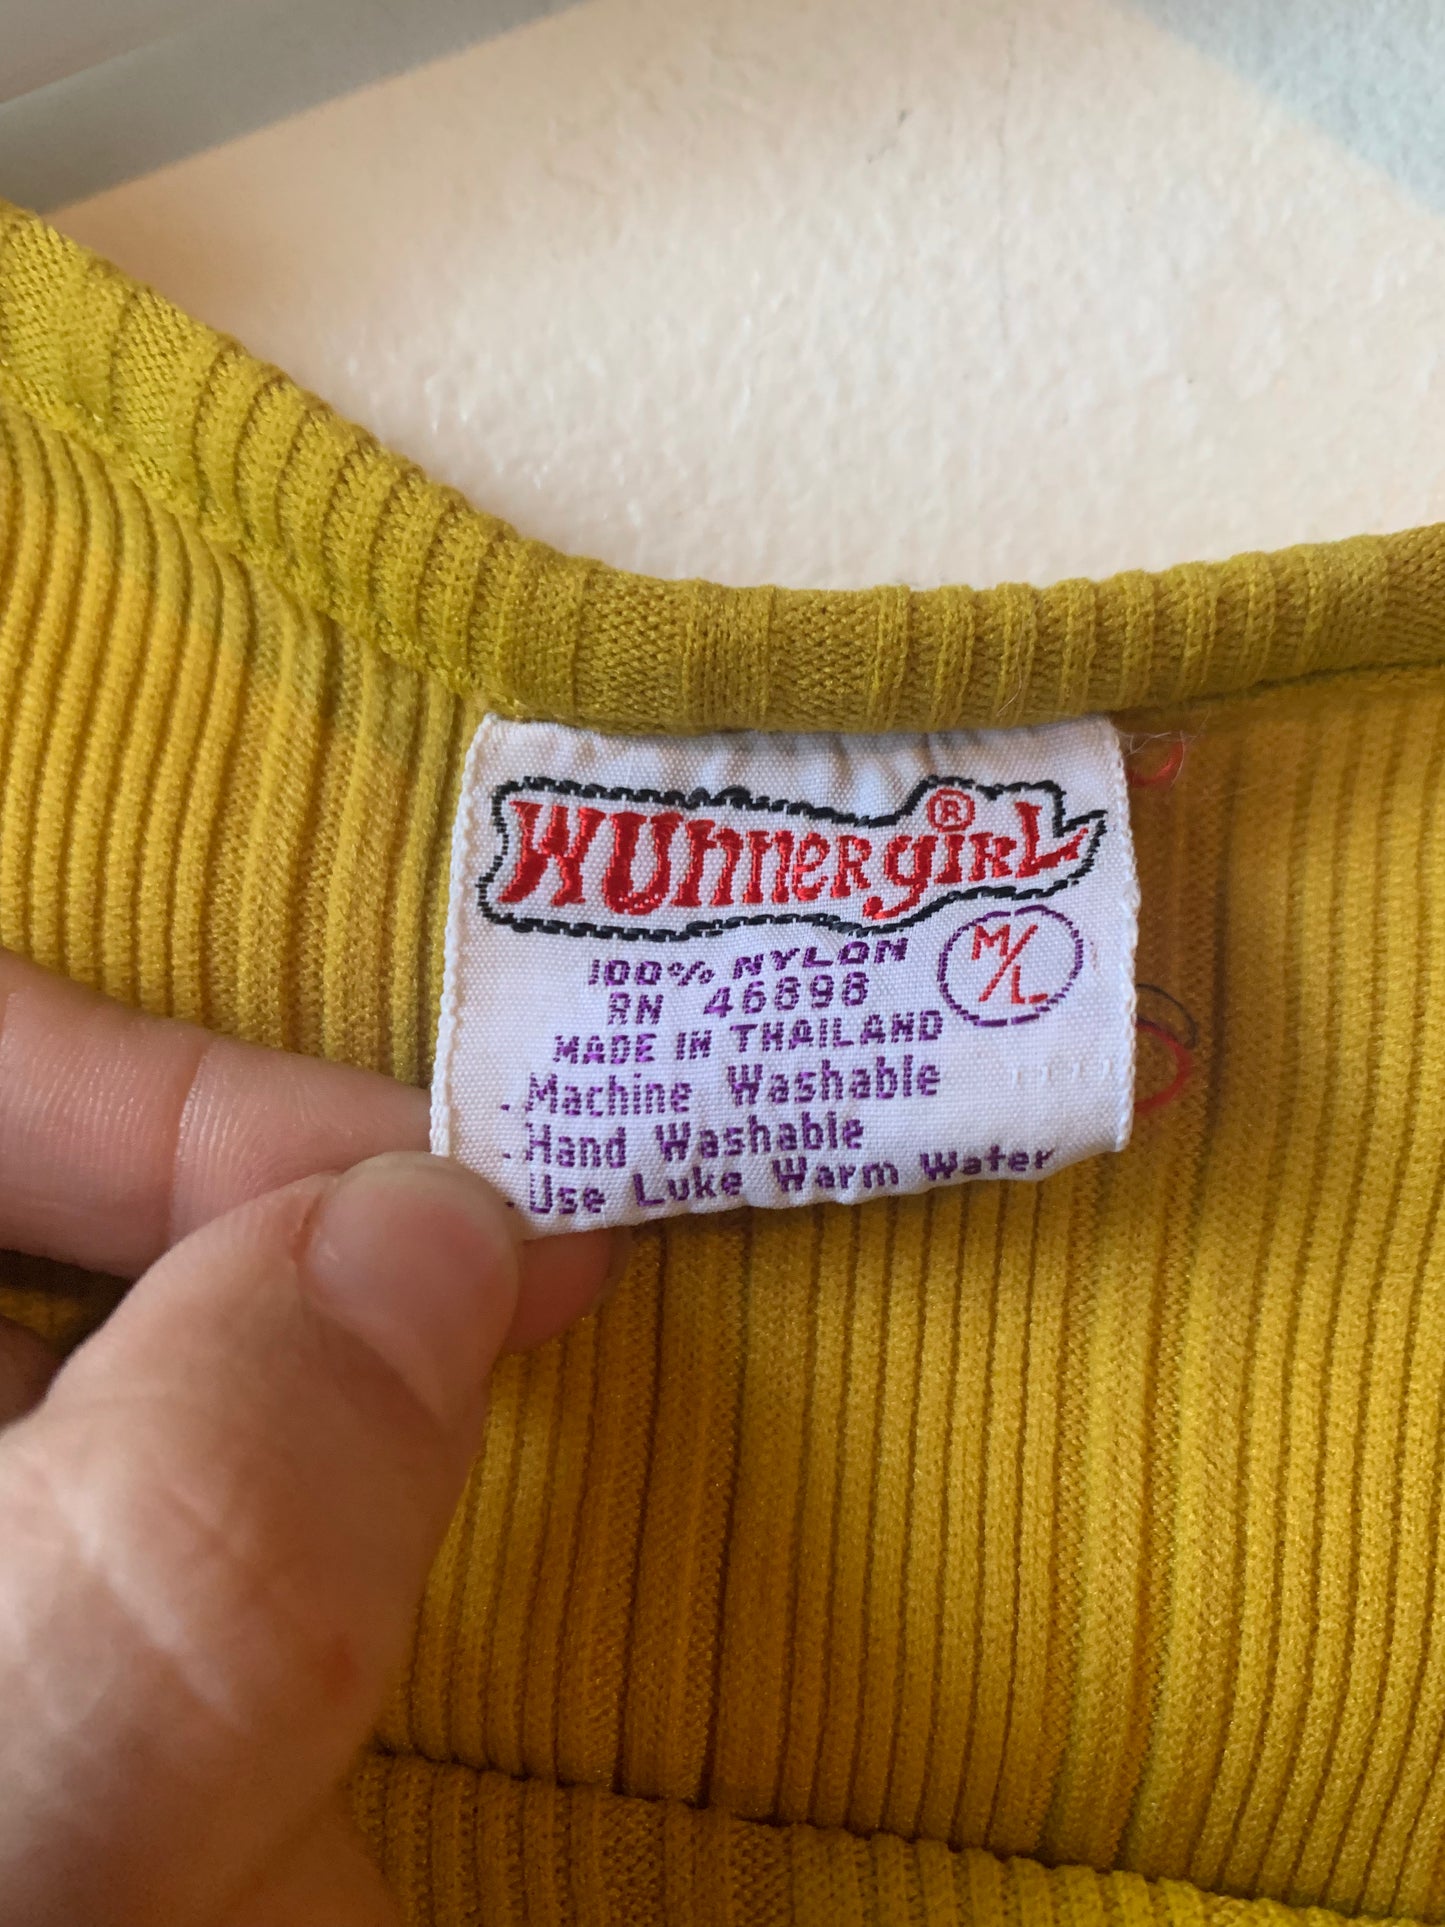 Wunnergirl ®
100% NYLON
M/L
RN 46898
MADE IN THAILAND
. Machine Washable
. Hand Washable
. Use Luke Warm Water